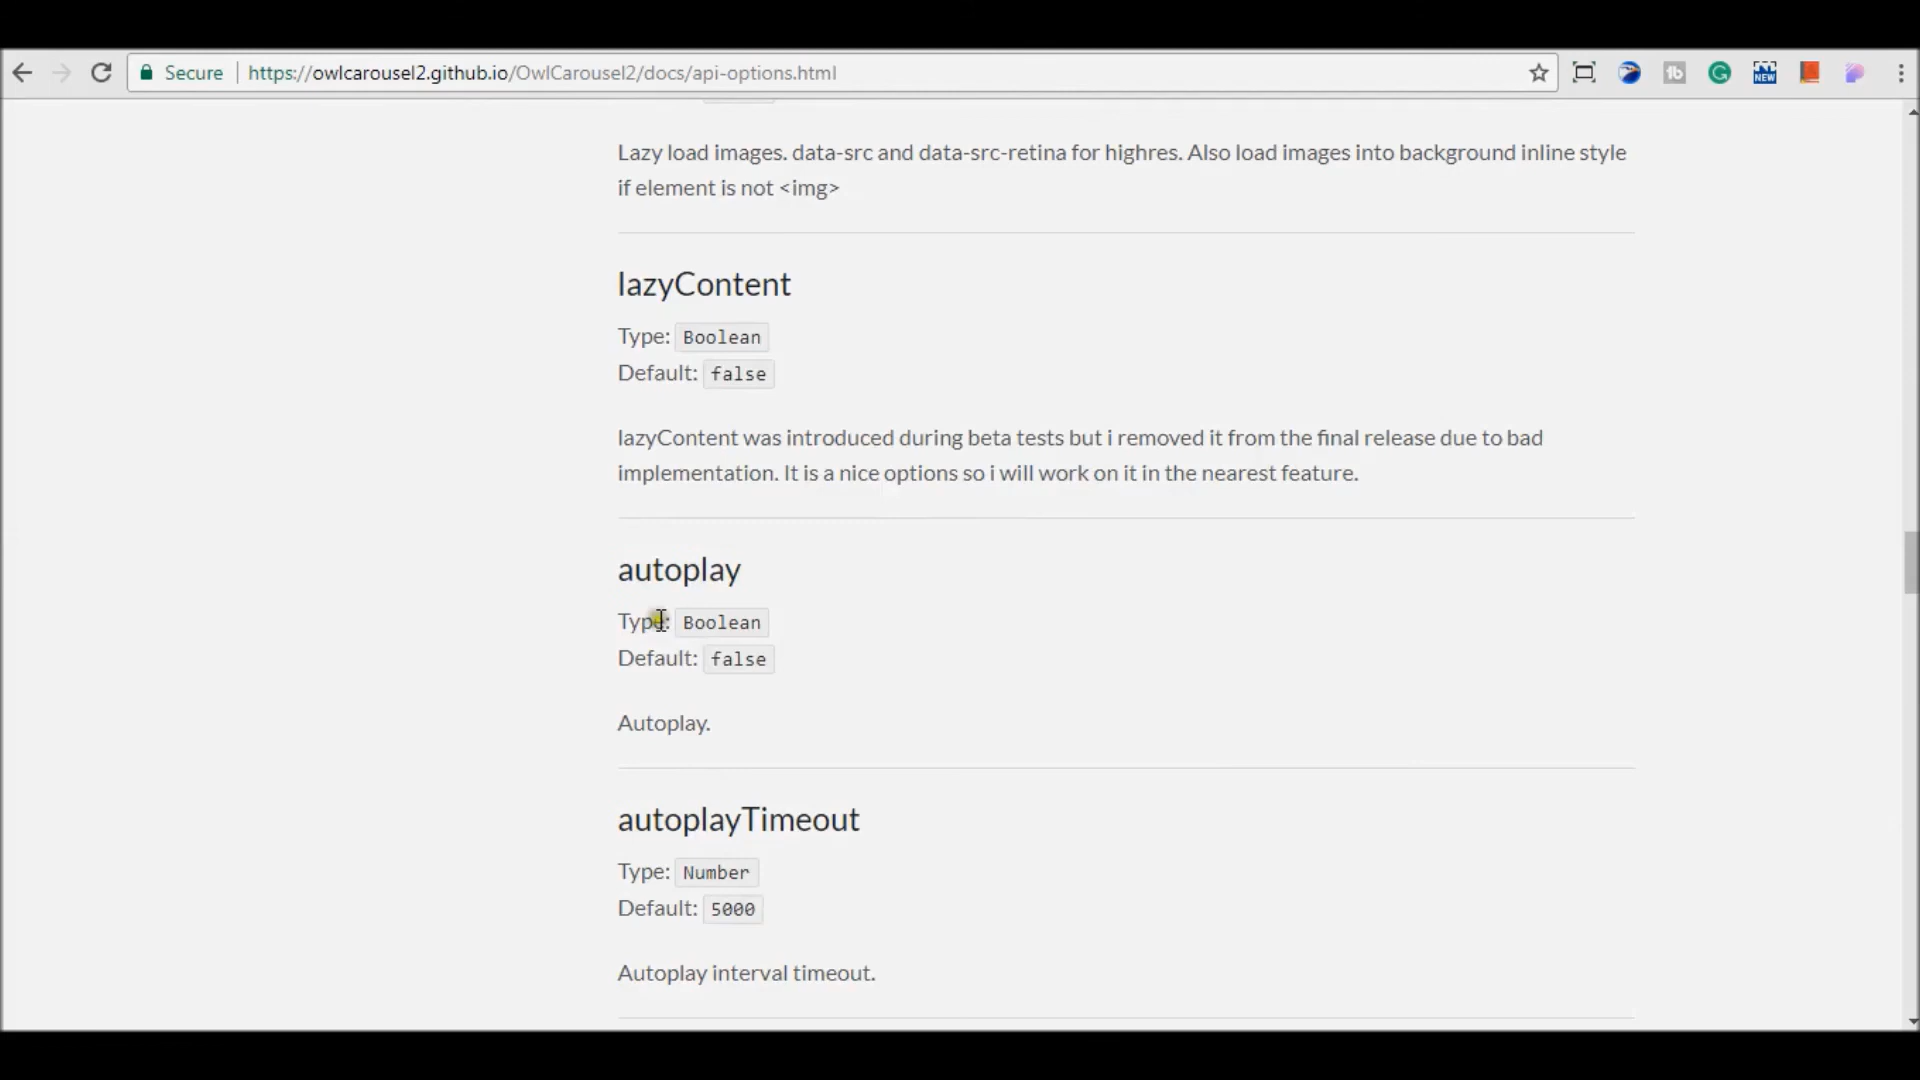 Secure https://owlcarousel2.github.io/OwlCarousel2/docs/api-options.html
NEW
Lazy load images. data-src and data-src-retina for highres. Also load images into background inline style
if element is not <img>
lazyContent
Type: Boolean
Default: false
lazyContent was introduced during beta tests but i removed it from the final release due to bad
implementation. It is a nice options so i will work on it in the nearest feature.
autoplay
Type: Boolean
Default: false
Autoplay.
autoplayTimeout
Type: Number
Default: 5000
Autoplay interval timeout.